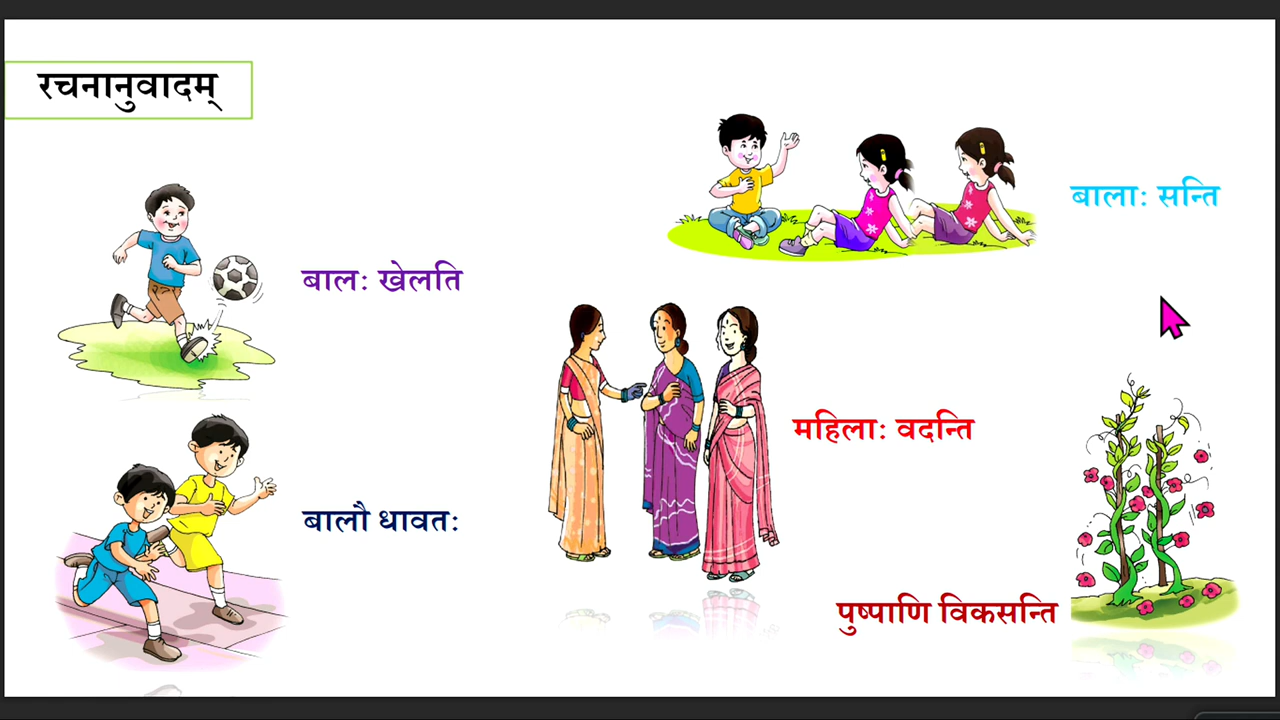 रचनानुवादम्
बालाः सन्ति
बालः खेलति
महिलाः वदन्ति
बालौ धावतः
पुष्पाणि विकसन्ति